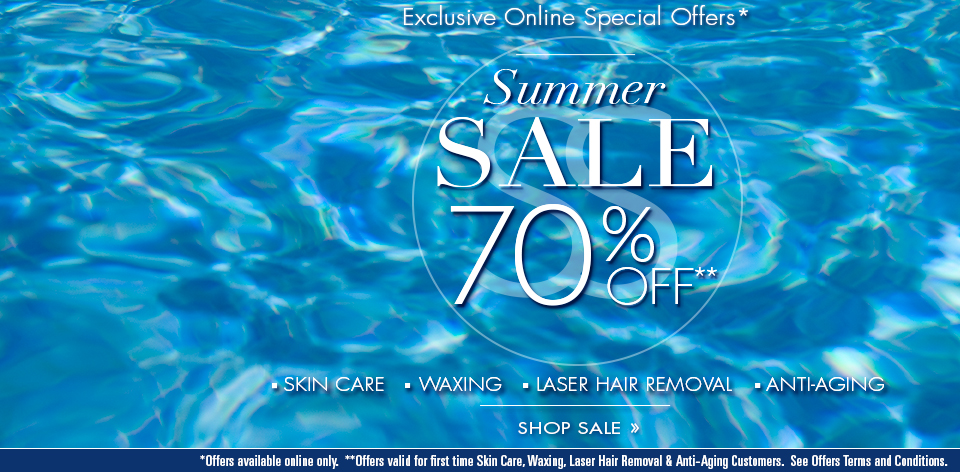 Exclusive Online Special Offers*
Summer
SALE
70%
OFF**
▪ SKIN CARE ▪ WAXING ▪ LASER HAIR REMOVAL ▪ ANTI-AGING
SHOP SALE »
*Offers available online only. **Offers valid for first time Skin Care, Waxing, Laser Hair Removal & Anti-Aging Customers. See Offers Terms and Conditions.